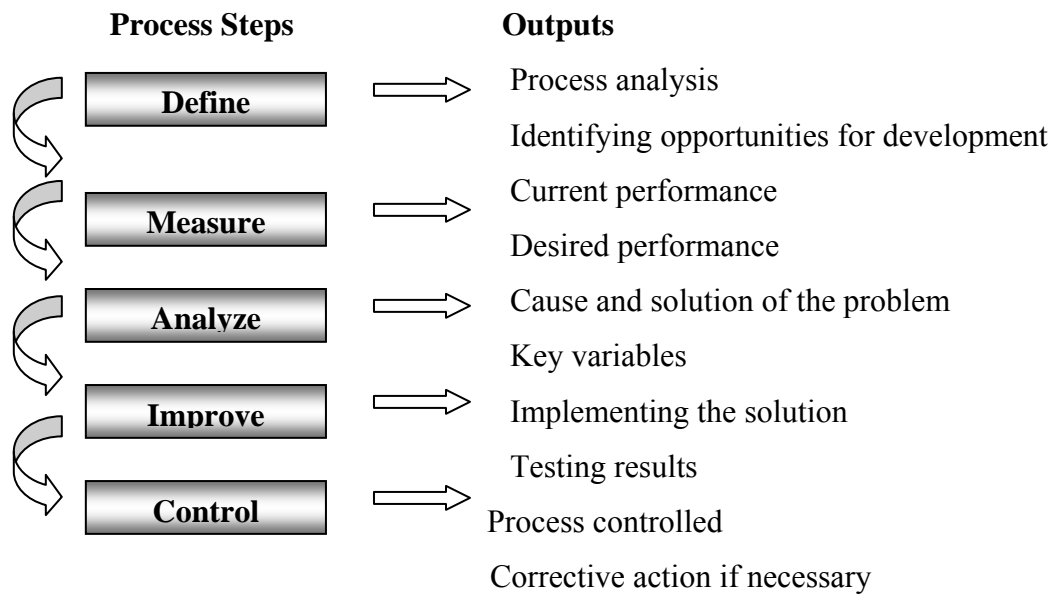 Process Steps Outputs
Define Process analysis
Identifying opportunities for development
Current performance
Measure
Desired performance
Analyze Cause and solution of the problem
Key variables
Improve Implementing the solution
Testing results
Control Process controlled
Corrective action if necessary